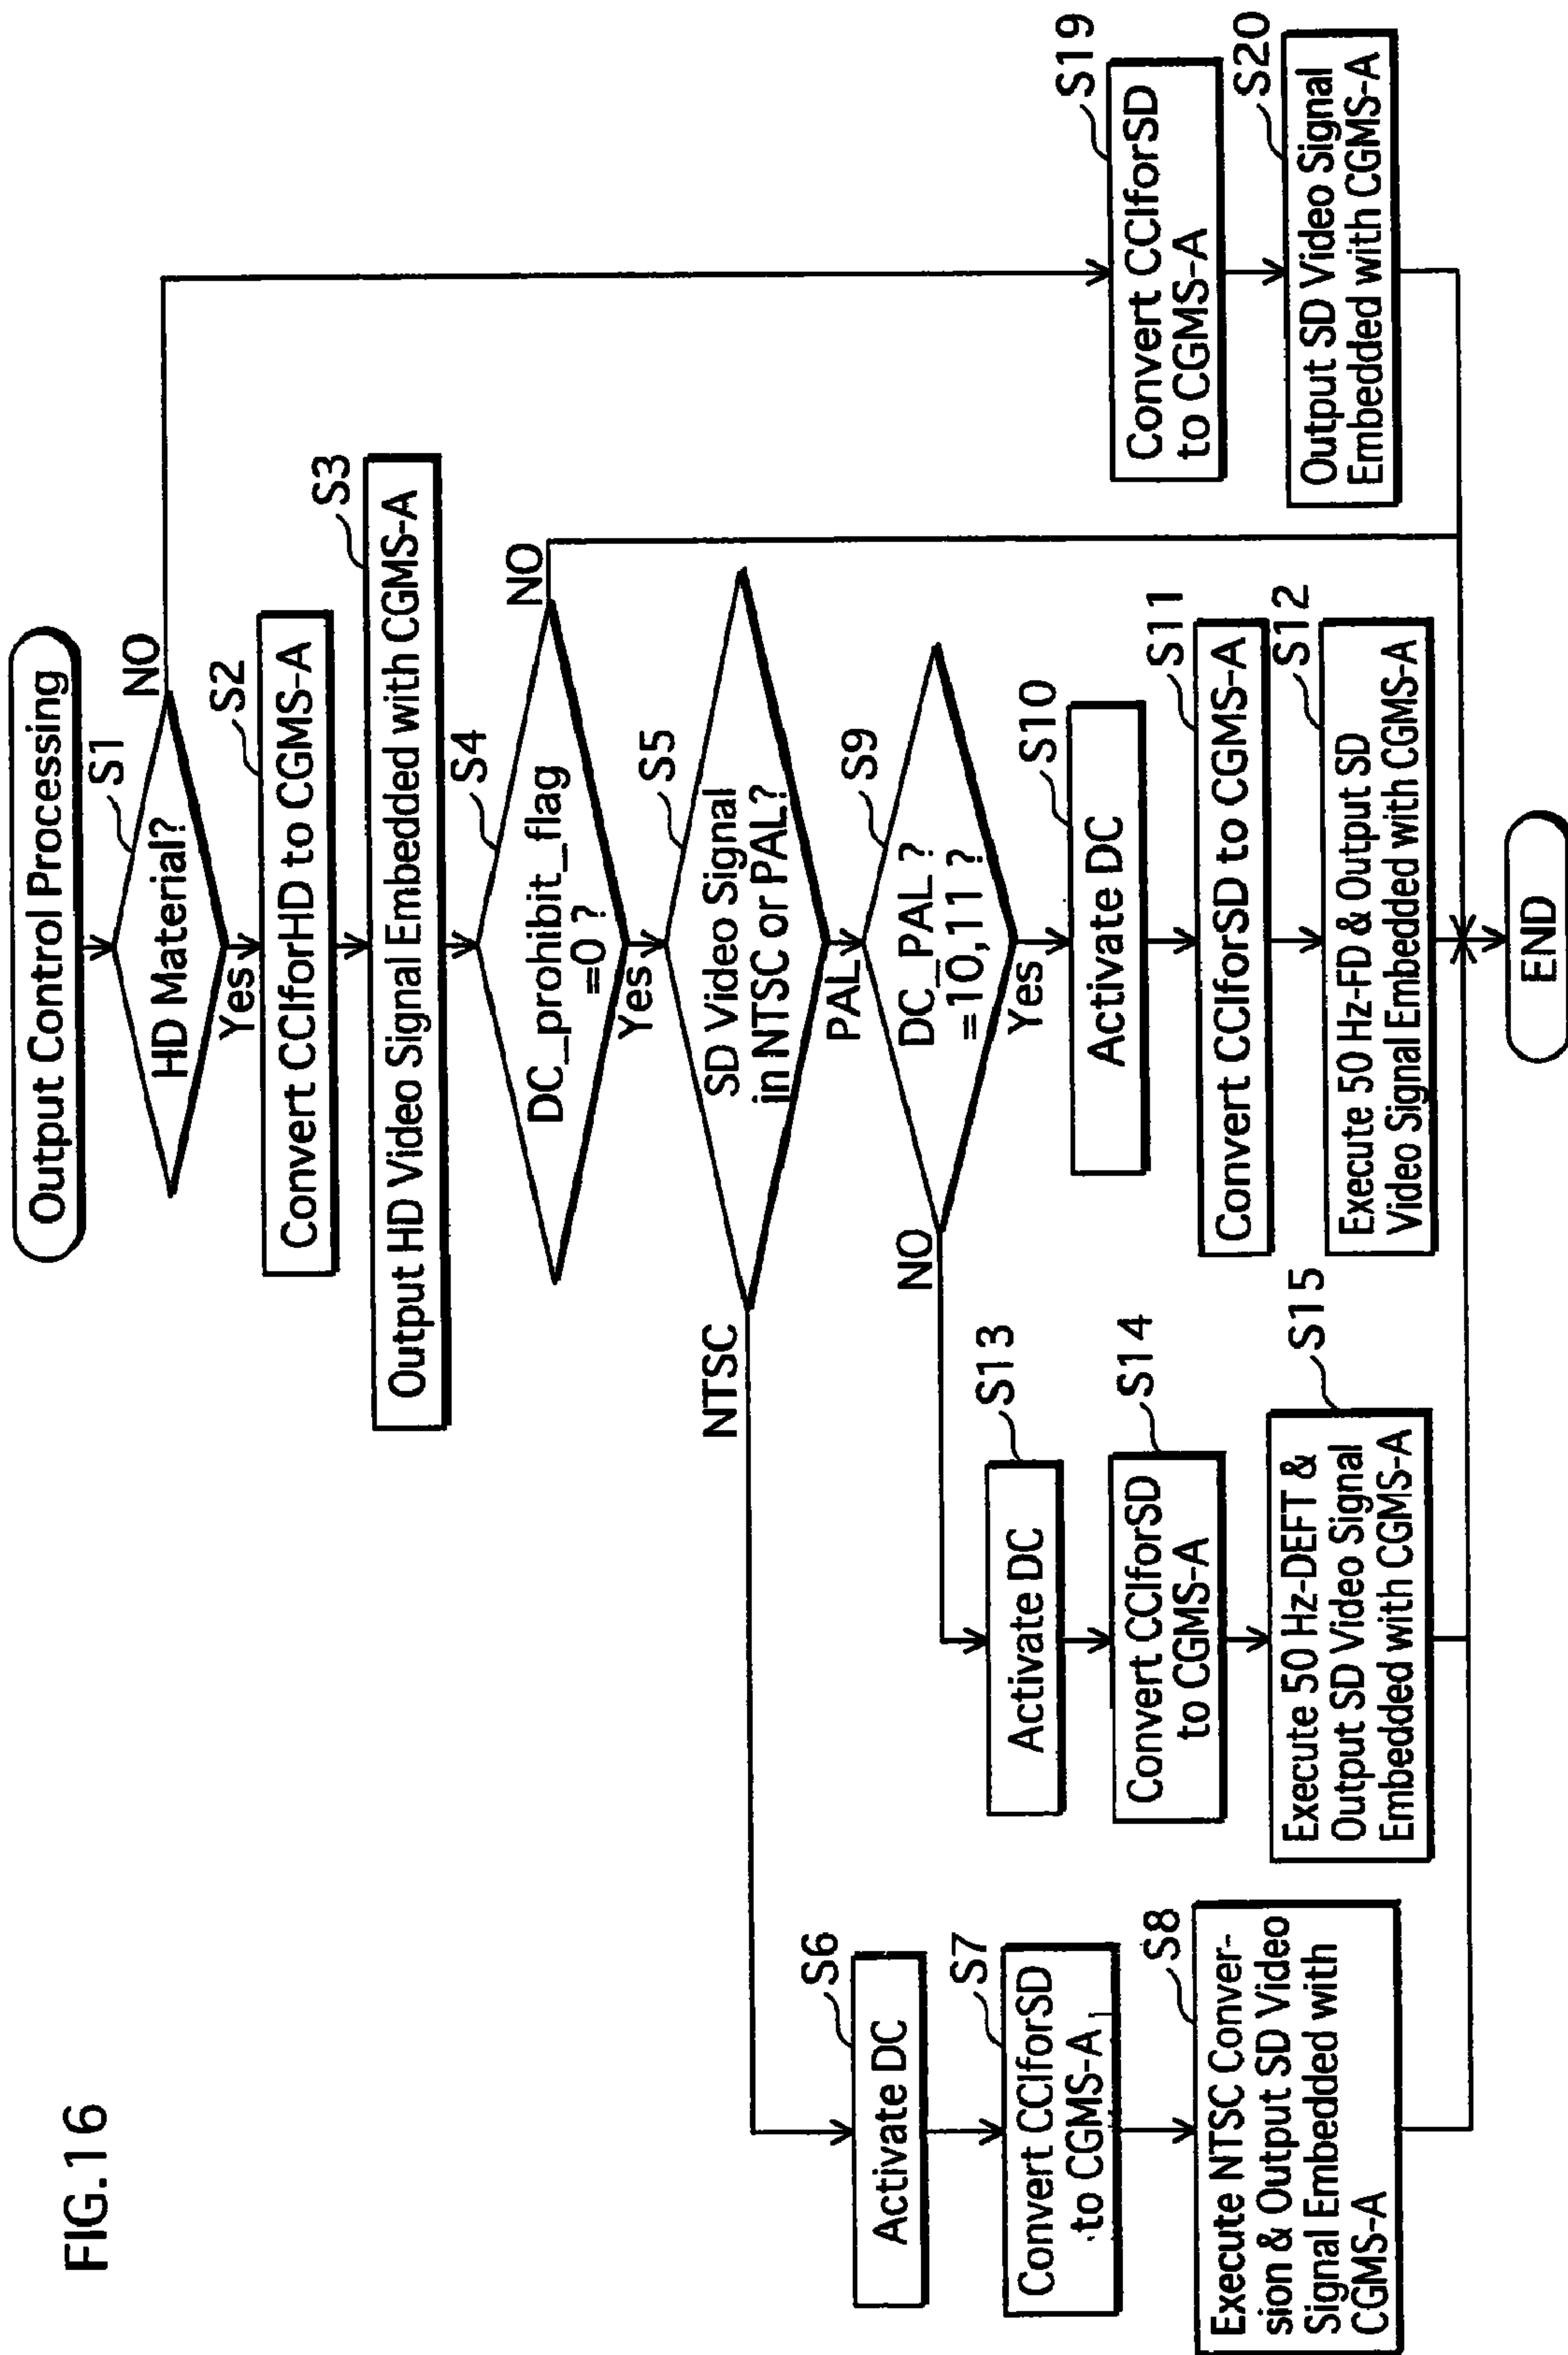 FIG.16
Output Control Processing
S1
HD Material?
NO
Yes
S2
Convert CCIforHD to CGMS-A
S3
Output HD Video Signal Embedded with CGMS-A
S4
DC_prohibit_flag
=0 ?
NO
Yes
S5
SD Video Signal
in NTSC or PAL?
NTSC
PAL
S6
Activate DC
S7
Convert CCIforSD
to CGMS-A
S8
Execute NTSC Conver-
sion & Output SD Video
Signal Embedded with
CGMS-A
S9
DC_PAL ?
=10,11 ?
NO
Yes
S10
Activate DC
S11
Convert CCIforSD to CGMS-A
S12
Execute 50 Hz-FD & Output SD
Video Signal Embedded with CGMS-A
S13
Activate DC
S14
Convert CCIforSD
to CGMS-A
S15
Execute 50 Hz-DEFT &
Output SD Video Signal
Embedded with CGMS-A
S19
Convert CCIforSD
to CGMS-A
S20
Output SD Video Signal
Embedded with CGMS-A
END